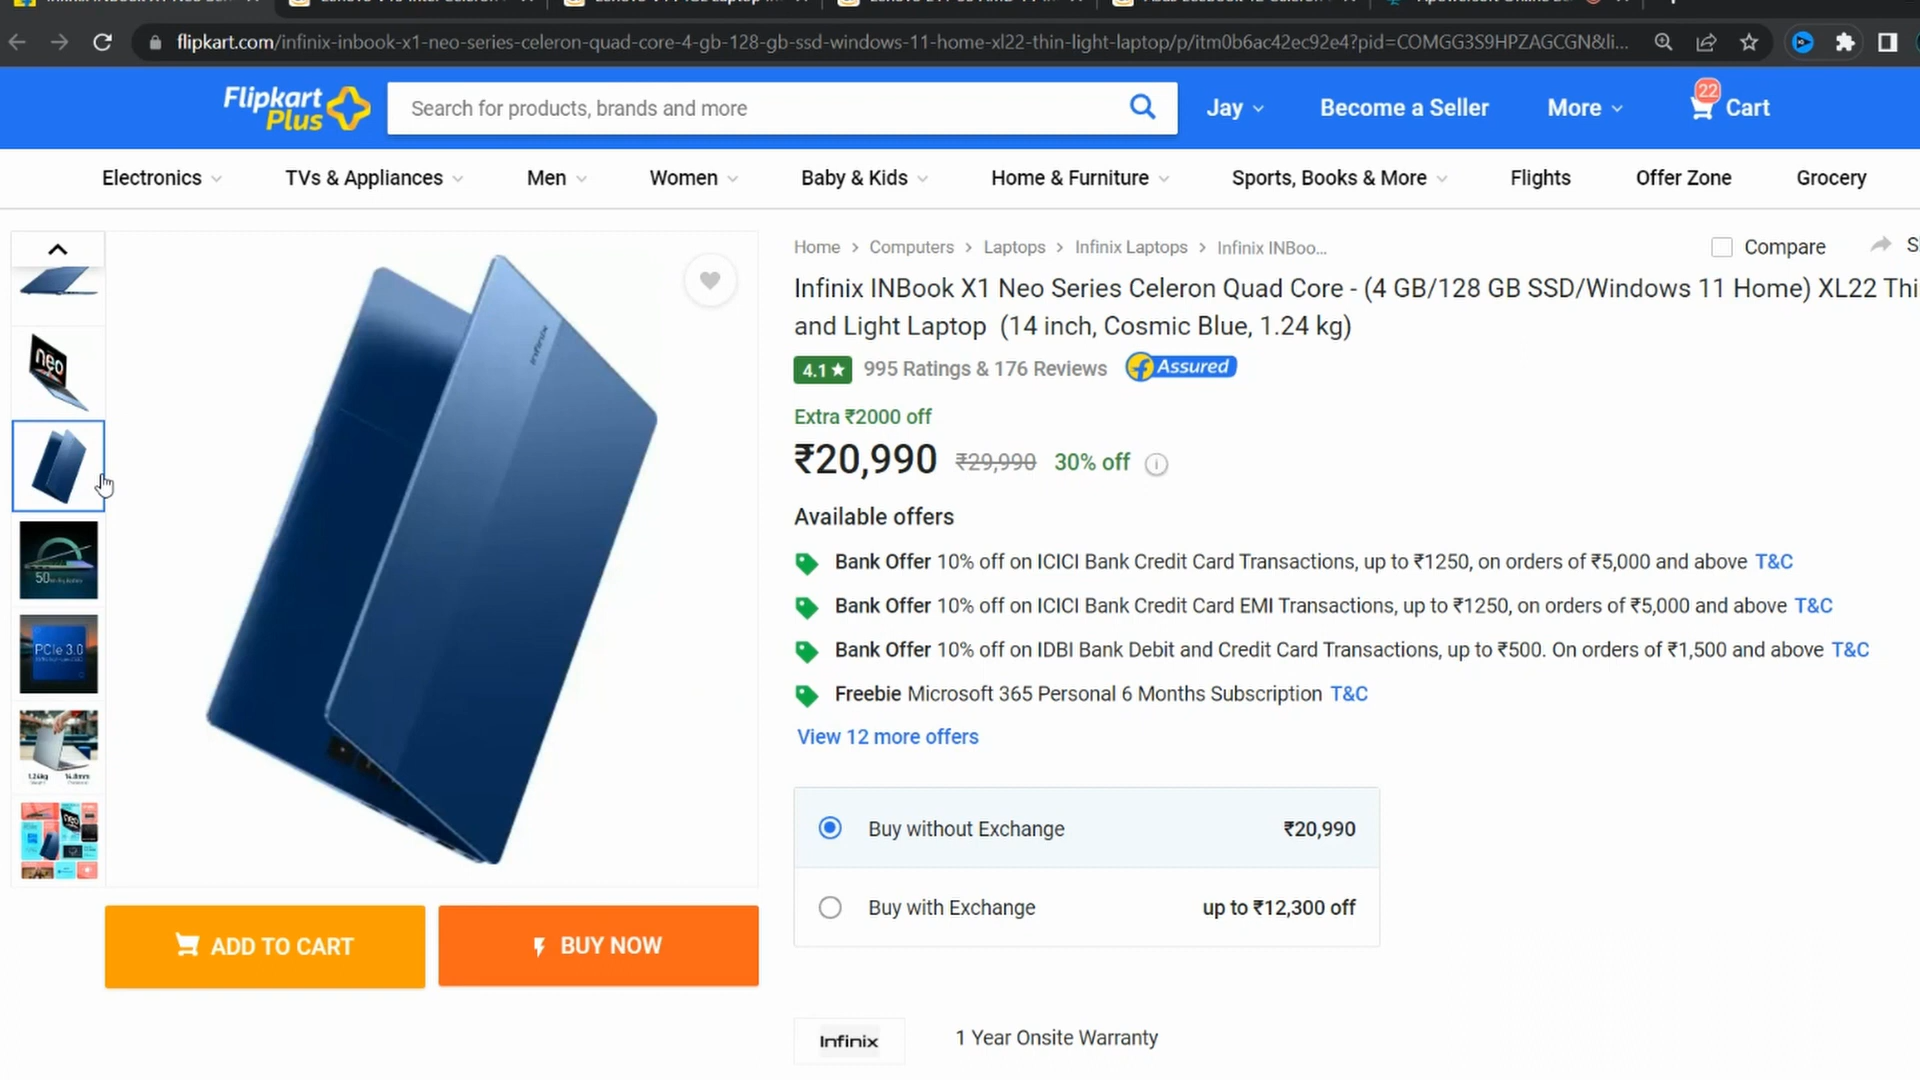 flipkart.com/infinix-inbook-x1-neo-series-celeron-quad-core-4-gb-128-gb-ssd-windows-11-home-xl22-thin-light-laptop/p/itm0b6ac42ec92e4?pid=COMGG3S9HPZAGCGN&li...
Flipkart
Plus
Search for products, brands and more
Jay
Become a Seller
More
22
Cart
Electronics
TVs & Appliances
Men
Women
Baby & Kids
Home & Furniture
Sports, Books & More
Flights
Offer Zone
Grocery
Home > Computers > Laptops > Infinix Laptops > Infinix INBoo...
Compare
Infinix INBook X1 Neo Series Celeron Quad Core - (4 GB/128 GB SSD/Windows 11 Home) XL22 Thi
and Light Laptop (14 inch, Cosmic Blue, 1.24 kg)
4.1★ 995 Ratings & 176 Reviews Assured
Extra ₹2000 off
₹20,990 ₹29,990 30% off
Available offers
Bank Offer 10% off on ICICI Bank Credit Card Transactions, up to ₹1250, on orders of ₹5,000 and above T&C
Bank Offer 10% off on ICICI Bank Credit Card EMI Transactions, up to ₹1250, on orders of ₹5,000 and above T&C
Bank Offer 10% off on IDBI Bank Debit and Credit Card Transactions, up to ₹500. On orders of ₹1,500 and above T&C
Freebie Microsoft 365 Personal 6 Months Subscription T&C
View 12 more offers
Buy without Exchange ₹20,990
Buy with Exchange up to ₹12,300 off
Infinix
1 Year Onsite Warranty
neo
Infinix
50
PCIe 3.0
1.24kg 14.8mm
neo
ADD TO CART
BUY NOW